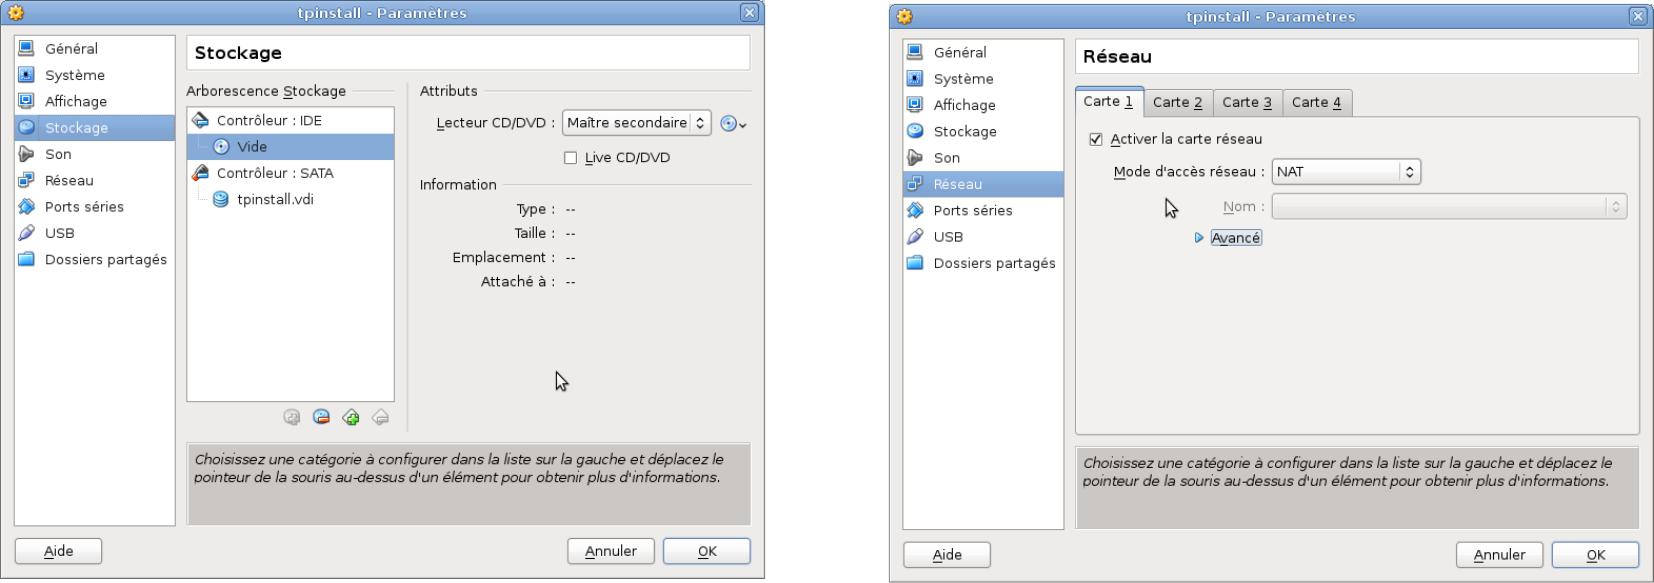 tpinstall - Paramètres
Général
Système
Affichage
Stockage
Son
Réseau
Ports séries
USB
Dossiers partagés
Stockage
Arborescence Stockage
Contrôleur : IDE
Vide
Contrôleur : SATA
tpinstall.vdi
Attributs
Lecteur CD/DVD : Maître secondaire
Live CD/DVD
Information
Type : --
Taille : --
Emplacement : --
Attaché à : --
Choisissez une catégorie à configurer dans la liste sur la gauche et déplacez le
pointeur de la souris au-dessus d'un élément pour obtenir plus d'informations.
Aide
Annuler
OK
tpinstall - Paramètres
Général
Système
Affichage
Stockage
Son
Réseau
Ports séries
USB
Dossiers partagés
Réseau
Carte 1 Carte 2 Carte 3 Carte 4
Activer la carte réseau
Mode d'accès réseau : NAT
Nom :
Avancé
Choisissez une catégorie à configurer dans la liste sur la gauche et déplacez le
pointeur de la souris au-dessus d'un élément pour obtenir plus d'informations.
Aide
Annuler
OK